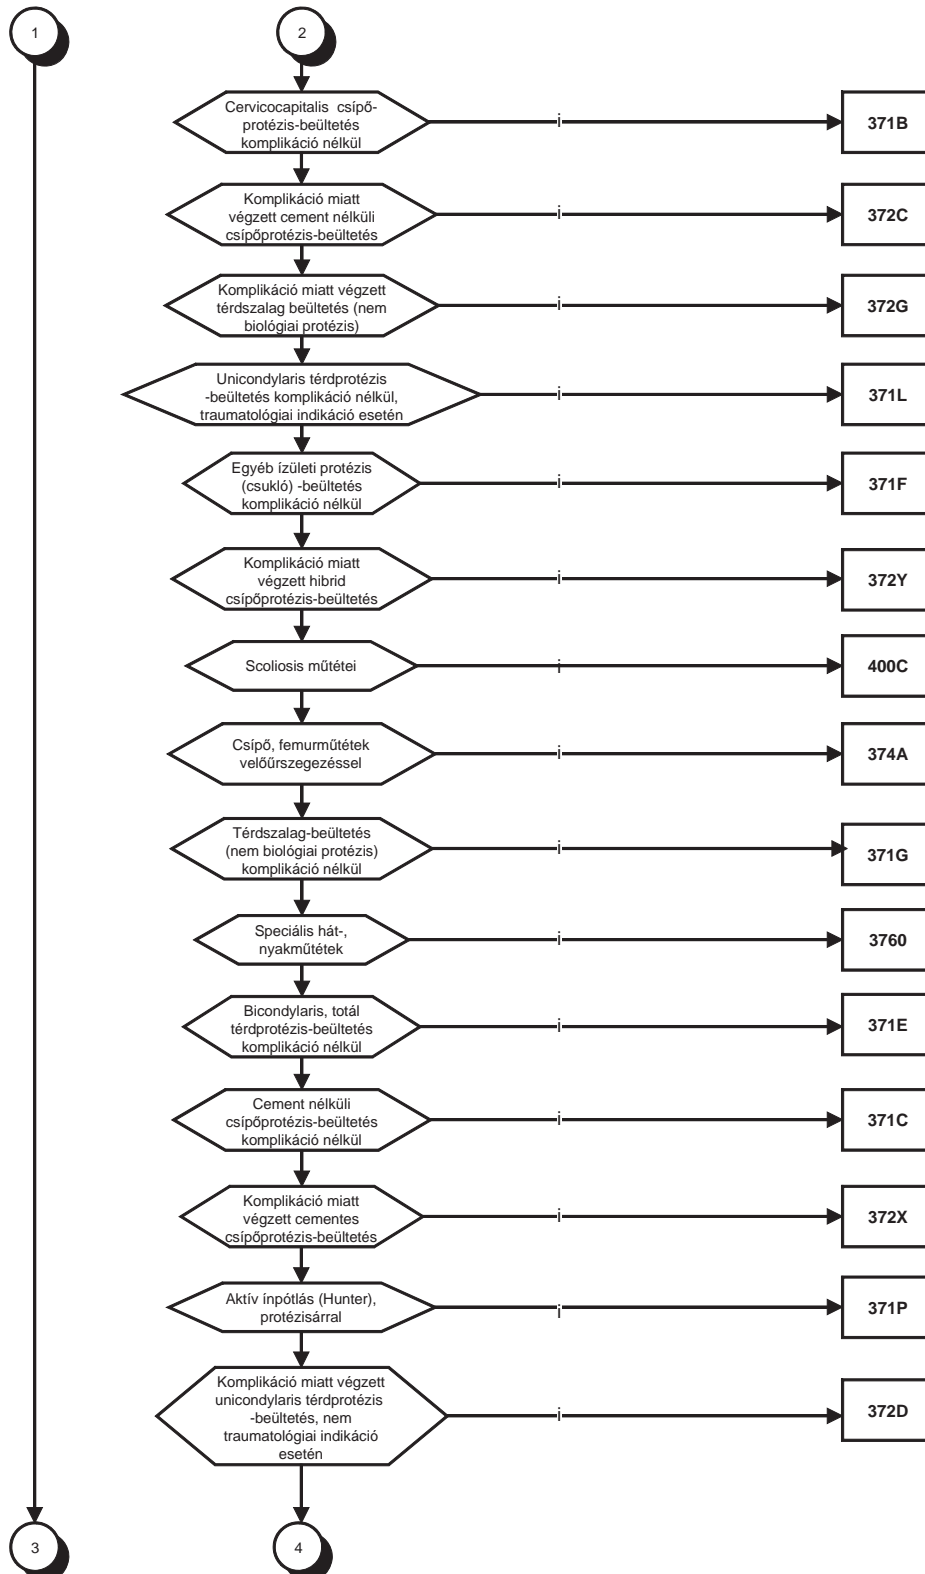 1
2
Cervicocapitalis csípő-
protézis-beültetés
komplikáció nélkül
i
371B
Komplikáció miatt
végzett cement nélküli
csípőprotézis-beültetés
i
372C
Komplikáció miatt végzett
térdszalag beültetés (nem
biológiai protézis)
i
372G
Unicondylaris térdprotézis
-beültetés komplikáció nélkül,
traumatológiai indikáció esetén
i
371L
Egyéb ízületi protézis
(csukló) -beültetés
komplikáció nélkül
i
371F
Komplikáció miatt
végzett hibrid
csípőprotézis-beültetés
i
372Y
Scoliosis műtétei
i
400C
Csípő, femurműtétek
velőűrszegezéssel
i
374A
Térdszalag-beültetés
(nem biológiai protézis)
komplikáció nélkül
i
371G
Speciális hát-,
nyakműtétek
i
3760
Bicondylaris, totál
térdprotézis-beültetés
komplikáció nélkül
i
371E
Cement nélküli
csípőprotézis-beültetés
komplikáció nélkül
i
371C
Komplikáció miatt
végzett cementes
csípőprotézis-beültetés
i
372X
Aktív ínpótlás (Hunter),
protézisárral
i
371P
Komplikáció miatt végzett
unicondylaris térdprotézis
-beültetés, nem
traumatológiai indikáció
esetén
i
372D
3
4